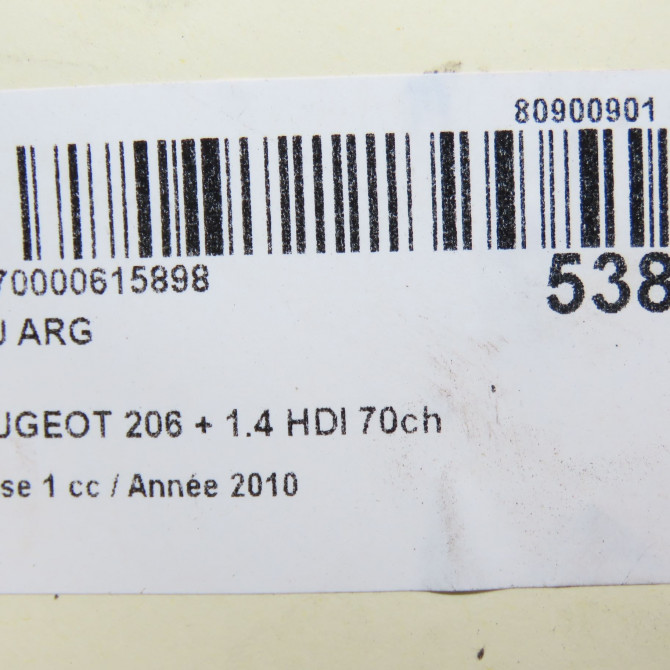 80900901
70000615898
538
U ARG
UGEOT 206 + 1.4 HDI 70ch
se 1 cc / Année 2010